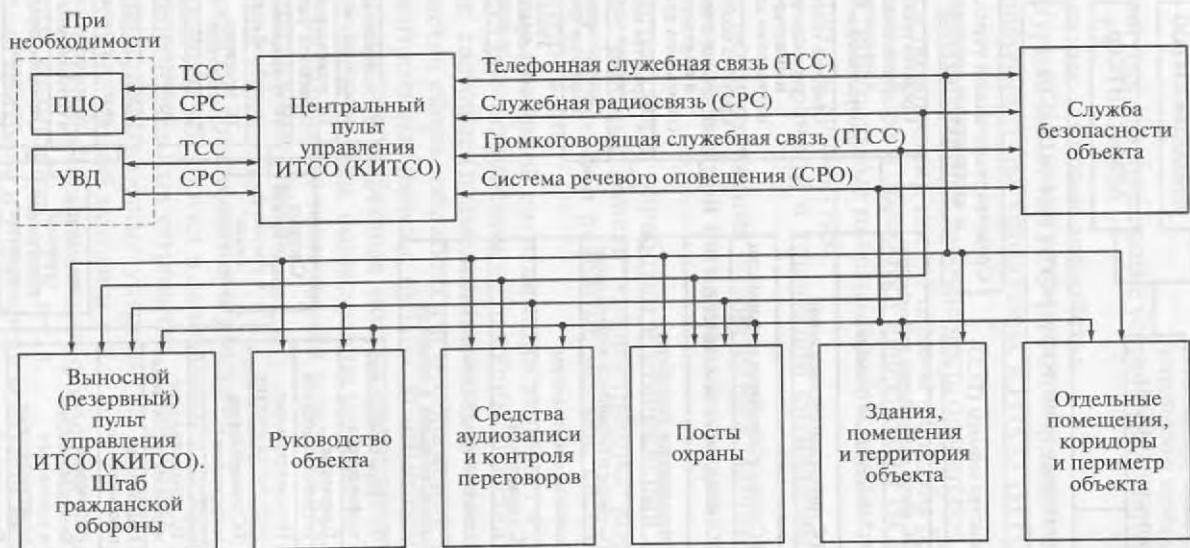 При
необходимости
ПЦО
УВД
ТСС
СРС
ТСС
СРС
Центральный
пульт
управления
ИТСО (КИТСО)
Телефонная служебная связь (ТСС)
Служебная радиосвязь (СРС)
Громкоговорящая служебная связь (ГГСС)
Система речевого оповещения (СРО)
Служба
безопасности
объекта
Выносной
(резервный)
пульт
управления
ИТСО (КИТСО).
Штаб
гражданской
обороны
Руководство
объекта
Средства
аудиозаписи
и контроля
переговоров
Посты
охраны
Здания,
помещения
и территория
объекта
Отдельные
помещения,
коридоры
и периметр
объекта